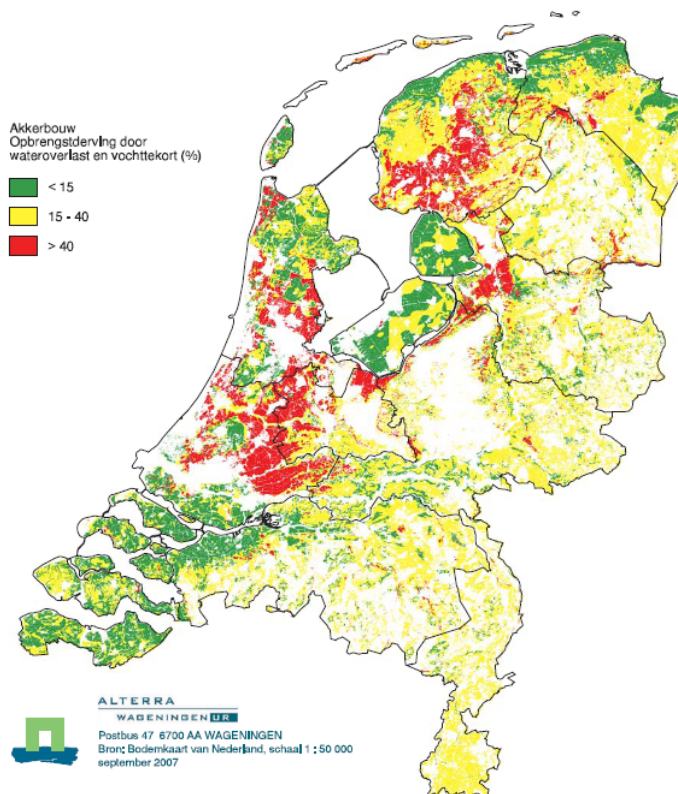 Akkerbouw
Opbrengstderving door
wateroverlast en vochttekort (%)
< 15
15 - 40
> 40
ALTERRA
WAGENINGEN UR
Postbus 47 6700 AA WAGENINGEN
Bron: Bodemkaart van Nederland, schaal 1 : 50 000
september 2007